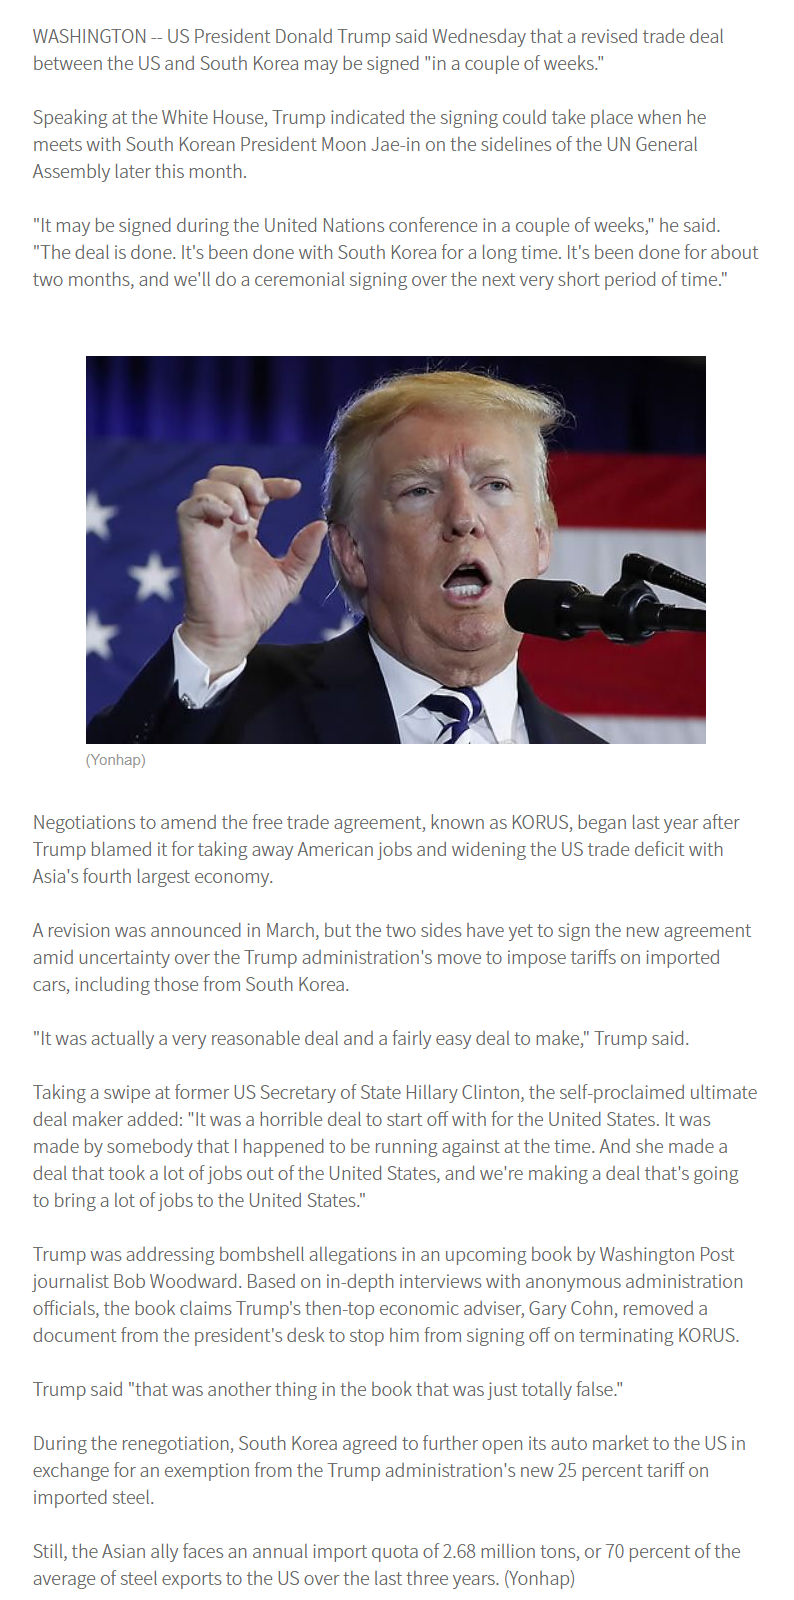 WASHINGTON -- US President Donald Trump said Wednesday that a revised trade deal
between the US and South Korea may be signed "in a couple of weeks."
Speaking at the White House, Trump indicated the signing could take place when he
meets with South Korean President Moon Jae-in on the sidelines of the UN General
Assembly later this month.
"It may be signed during the United Nations conference in a couple of weeks," he said.
"The deal is done. It's been done with South Korea for a long time. It's been done for about
two months, and we'll do a ceremonial signing over the next very short period of time."
(Yonhap)
Negotiations to amend the free trade agreement, known as KORUS, began last year after
Trump blamed it for taking away American jobs and widening the US trade deficit with
Asia's fourth largest economy.
A revision was announced in March, but the two sides have yet to sign the new agreement
amid uncertainty over the Trump administration's move to impose tariffs on imported
cars, including those from South Korea.
"It was actually a very reasonable deal and a fairly easy deal to make," Trump said.
Taking a swipe at former US Secretary of State Hillary Clinton, the self-proclaimed ultimate
deal maker added: "It was a horrible deal to start off with for the United States. It was
made by somebody that I happened to be running against at the time. And she made a
deal that took a lot of jobs out of the United States, and we're making a deal that's going
to bring a lot of jobs to the United States."
Trump was addressing bombshell allegations in an upcoming book by Washington Post
journalist Bob Woodward. Based on in-depth interviews with anonymous administration
officials, the book claims Trump's then-top economic adviser, Gary Cohn, removed a
document from the president's desk to stop him from signing off on terminating KORUS.
Trump said "that was another thing in the book that was just totally false."
During the renegotiation, South Korea agreed to further open its auto market to the US in
exchange for an exemption from the Trump administration's new 25 percent tariff on
imported steel.
Still, the Asian ally faces an annual import quota of 2.68 million tons, or 70 percent of the
average of steel exports to the US over the last three years. (Yonhap)